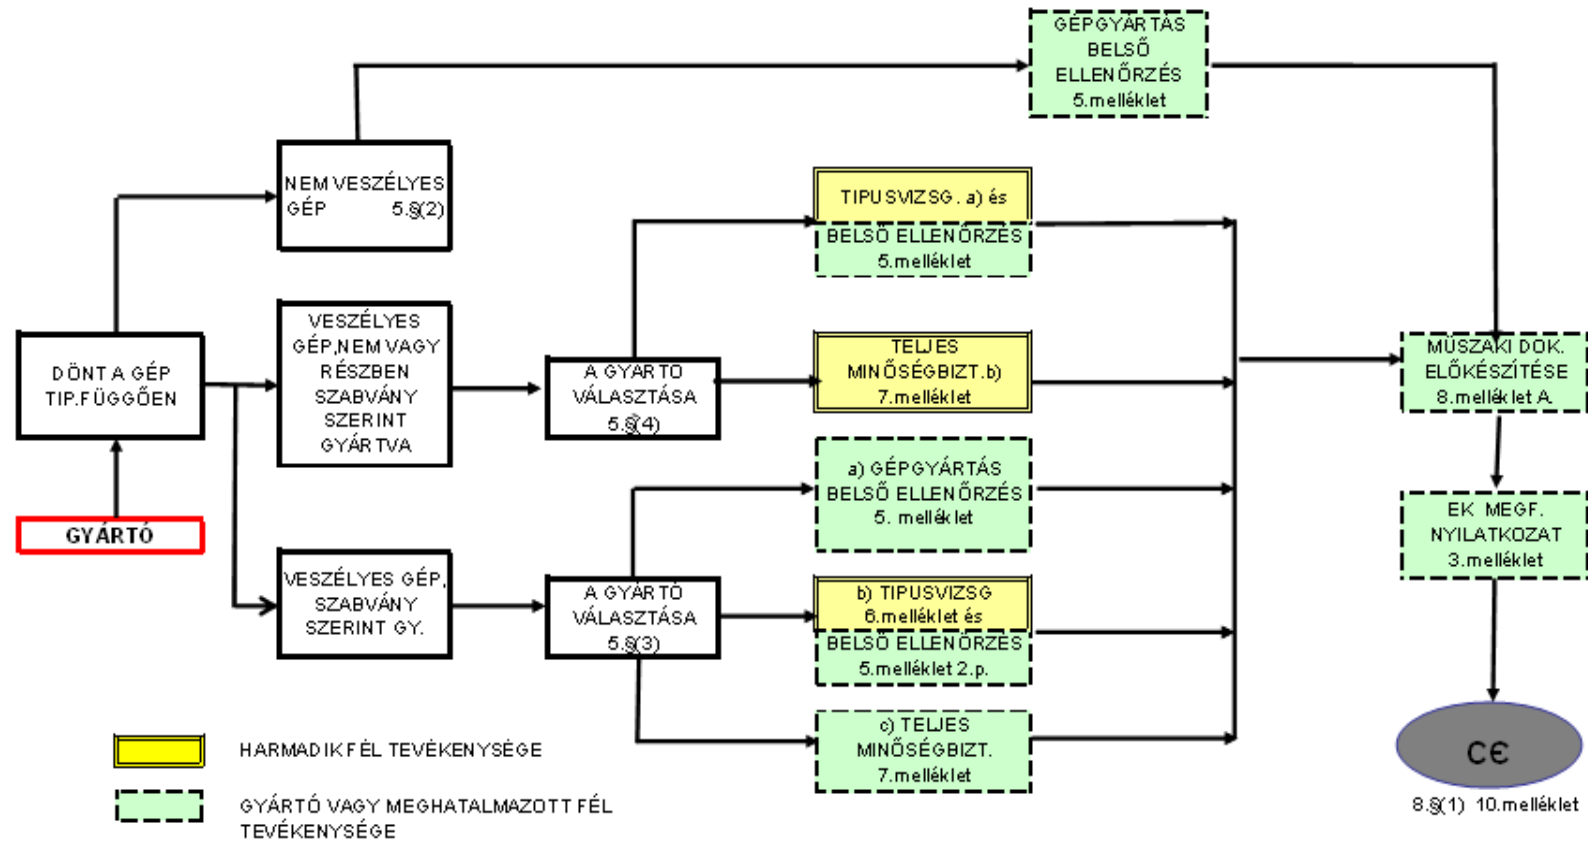 GÉPGYÁRTÁS
BELSŐ
ELLENŐRZÉS
5.melléklet
NEM VESZÉLYES
GÉP 5.§(2)
TIPUSVIZSG. a) és
BELSŐ ELLENŐRZÉS
5.melléklet
VESZÉLYES
GÉP,NEM VAGY
RÉSZBEN
SZABVÁNY
SZERINT
GYÁRTVA
DÖNT A GÉP
TIP.FÜGGŐEN
A GYÁRTÓ
VÁLASZTÁSA
5.§(4)
TELJES
MINŐSÉGBIZT.b)
7.melléklet
MŰSZAKI DOK.
ELŐKÉSZÍTÉSE
8.melléklet A.
a) GÉPGYÁRTÁS
BELSŐ ELLENŐRZÉS
5. melléklet
GYÁRTÓ
EK MEGF.
NYILATKOZAT
3.melléklet
VESZÉLYES GÉP,
SZABVÁNY
SZERINT GY.
A GYÁRTÓ
VÁLASZTÁSA
5.§(3)
b) TIPUSVIZSG
6.melléklet és
BELSŐ ELLENŐRZÉS
5.melléklet 2.p.
c) TELJES
MINŐSÉGBIZT.
7.melléklet
C€
8.§(1) 10.melléklet
HARMADIK FÉL TEVÉKENYSÉGE
GYÁRTÓ VAGY MEGHATALMAZOTT FÉL
TEVÉKENYSÉGE